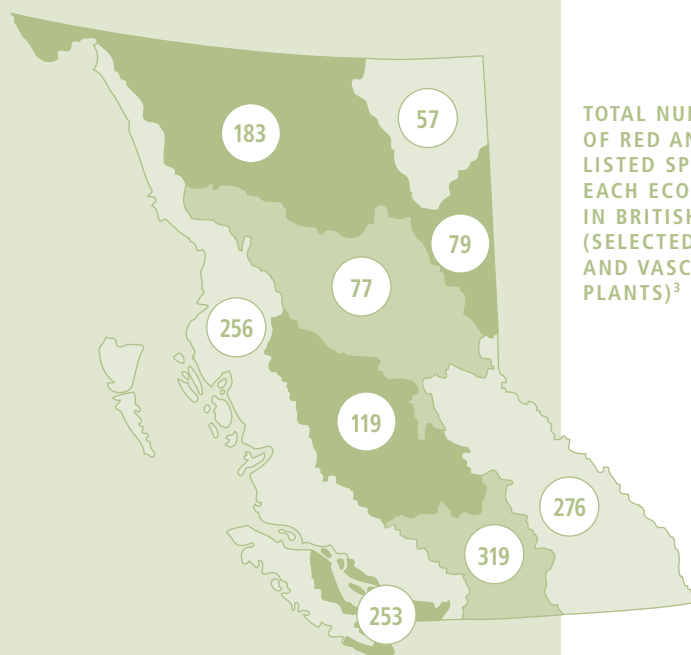 183
57
TOTAL NU
OF RED AN
LISTED SP
EACH ECO
IN BRITISH
(SELECTED
AND VASC
PLANTS)3
79
77
256
119
276
319
253